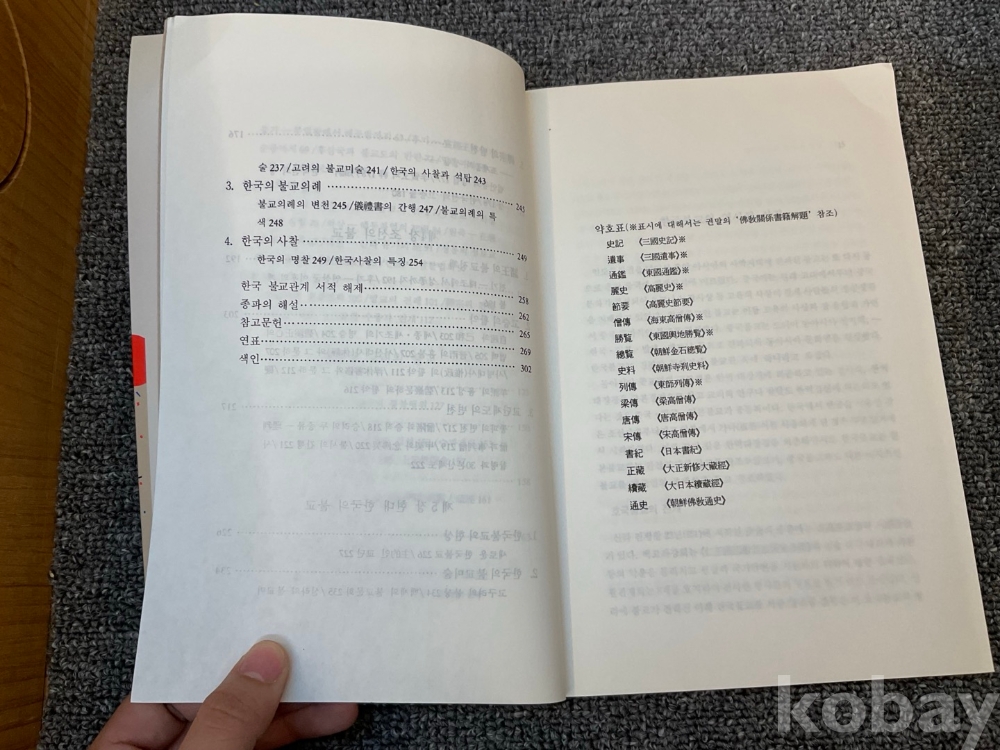 술 237/고려의 불교미술 241/한국의 사찰과 석탑 243
3. 한국의 불교의례 245
불교의례의 변천 245/儀禮書의 간행 247/불교의례의 특
색 248
4. 한국의 사찰 249
한국의 명찰 249/한국사찰의 특징 254
한국 불교관계 서적 해제 258
종파의 해설 262
참고문헌 265
연표 269
색인 302
약호표(※표시에 대해서는 권말의 '佛敎關係書籍解題' 참조)
史記 《三國史記》※
遺事 《三國遺事》※
通鑑 《東國通鑑》※
麗史 《高麗史》※
節要 《高麗史節要》
僧傳 《海東高僧傳》※
勝覽 《東國輿地勝覽》※
總覽 《朝鮮金石總覽》
史料 《朝鮮寺刹史料》
列傳 《東師列傳》※
梁傳 《梁高僧傳》
唐傳 《唐高僧傳》
宋傳 《宋高僧傳》
書紀 《日本書紀》
正藏 《大正新修大藏經》
續藏 《大日本續藏經》
通史 《朝鮮佛敎通史》
kobay